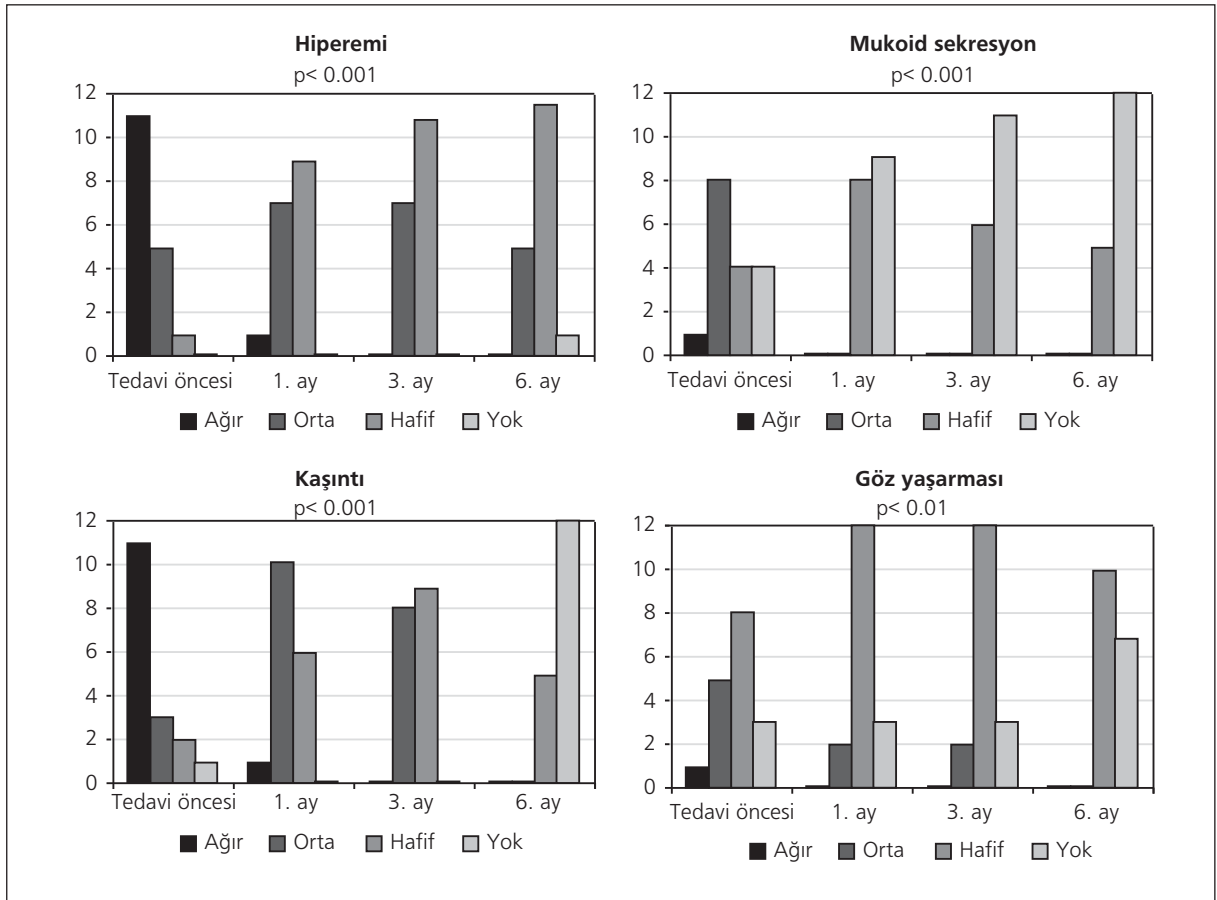 Hiperemi
p< 0.001
12
10
8
6
4
2
0
Tedavi öncesi 1. ay 3. ay 6. ay
Ağır Orta Hafif Yok
Mukoid sekresyon
p< 0.001
12
10
8
6
4
2
0
Tedavi öncesi 1. ay 3. ay 6. ay
Ağır Orta Hafif Yok
Kaşıntı
p< 0.001
12
10
8
6
4
2
0
Tedavi öncesi 1. ay 3. ay 6. ay
Ağır Orta Hafif Yok
Göz yaşarması
p< 0.01
12
10
8
6
4
2
0
Tedavi öncesi 1. ay 3. ay 6. ay
Ağır Orta Hafif Yok